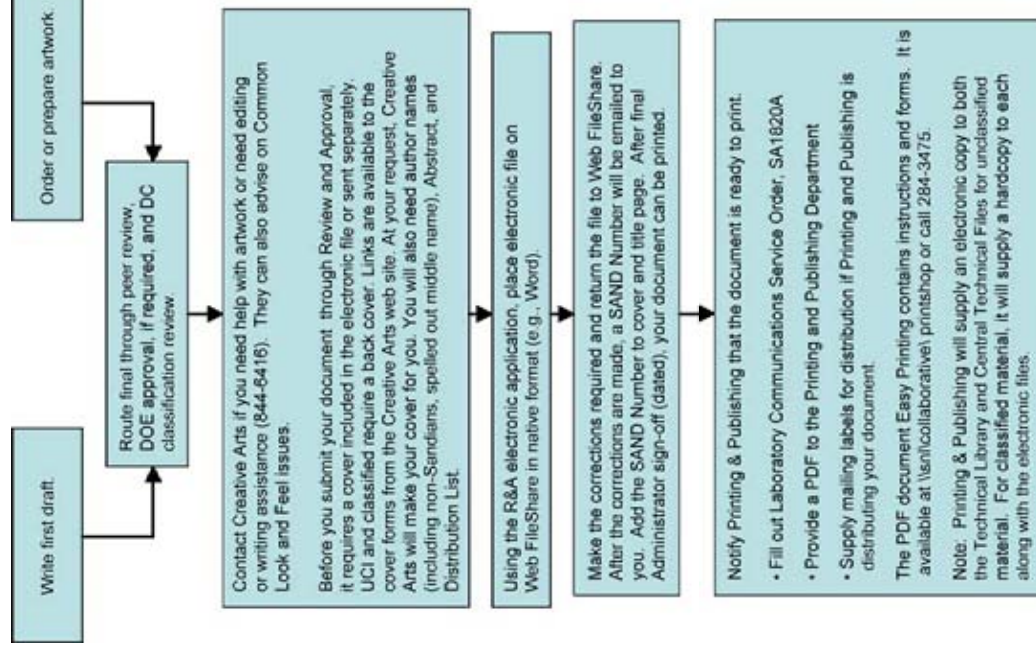 Write first draft.
Order or prepare artwork.
Route final through peer review,
DOE approval, if required, and DC
classification review.
Contact Creative Arts if you need help with artwork or need editing
or writing assistance (844-6416). They can also advise on Common
Look and Feel issues.
Before you submit your document through Review and Approval,
it requires a cover included in the electronic file or sent separately.
UCI and classified require a back cover. Links are available to the
cover forms from the Creative Arts web site. At your request, Creative
Arts will make your cover for you. You will also need author names
(including non-Sandians, spelled out middle name), Abstract, and
Distribution List.
Using the R&A electronic application, place electronic file on
Web FileShare in native format (e.g., Word).
Make the corrections required and return the file to Web FileShare.
After the corrections are made, a SAND Number will be emailed to
you. Add the SAND Number to cover and title page. After final
Administrator sign-off (dated), your document can be printed.
Notify Printing & Publishing that the document is ready to print.
• Fill out Laboratory Communications Service Order, SA1820A
• Provide a PDF to the Printing and Publishing Department
• Supply mailing labels for distribution if Printing and Publishing is
distributing your document.
The PDF document Easy Printing contains instructions and forms. It is
available at \\snl\collaborative\ printshop or call 284-3475.
Note: Printing & Publishing will supply an electronic copy to both
the Technical Library and Central Technical Files for unclassified
material. For classified material, it will supply a hardcopy to each
along with the electronic files.